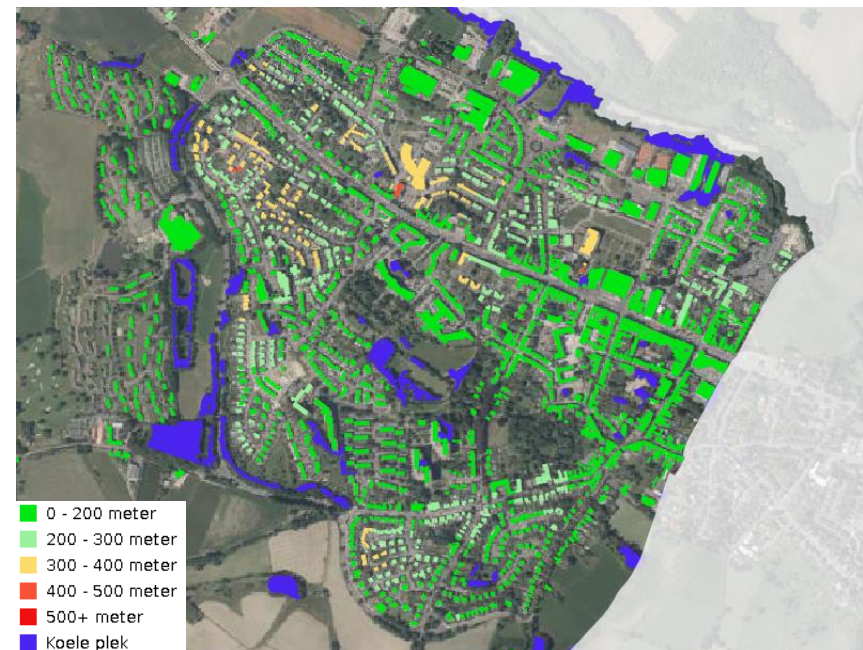 0 - 200 meter
200 - 300 meter
300 - 400 meter
400 - 500 meter
500+ meter
Koele plek